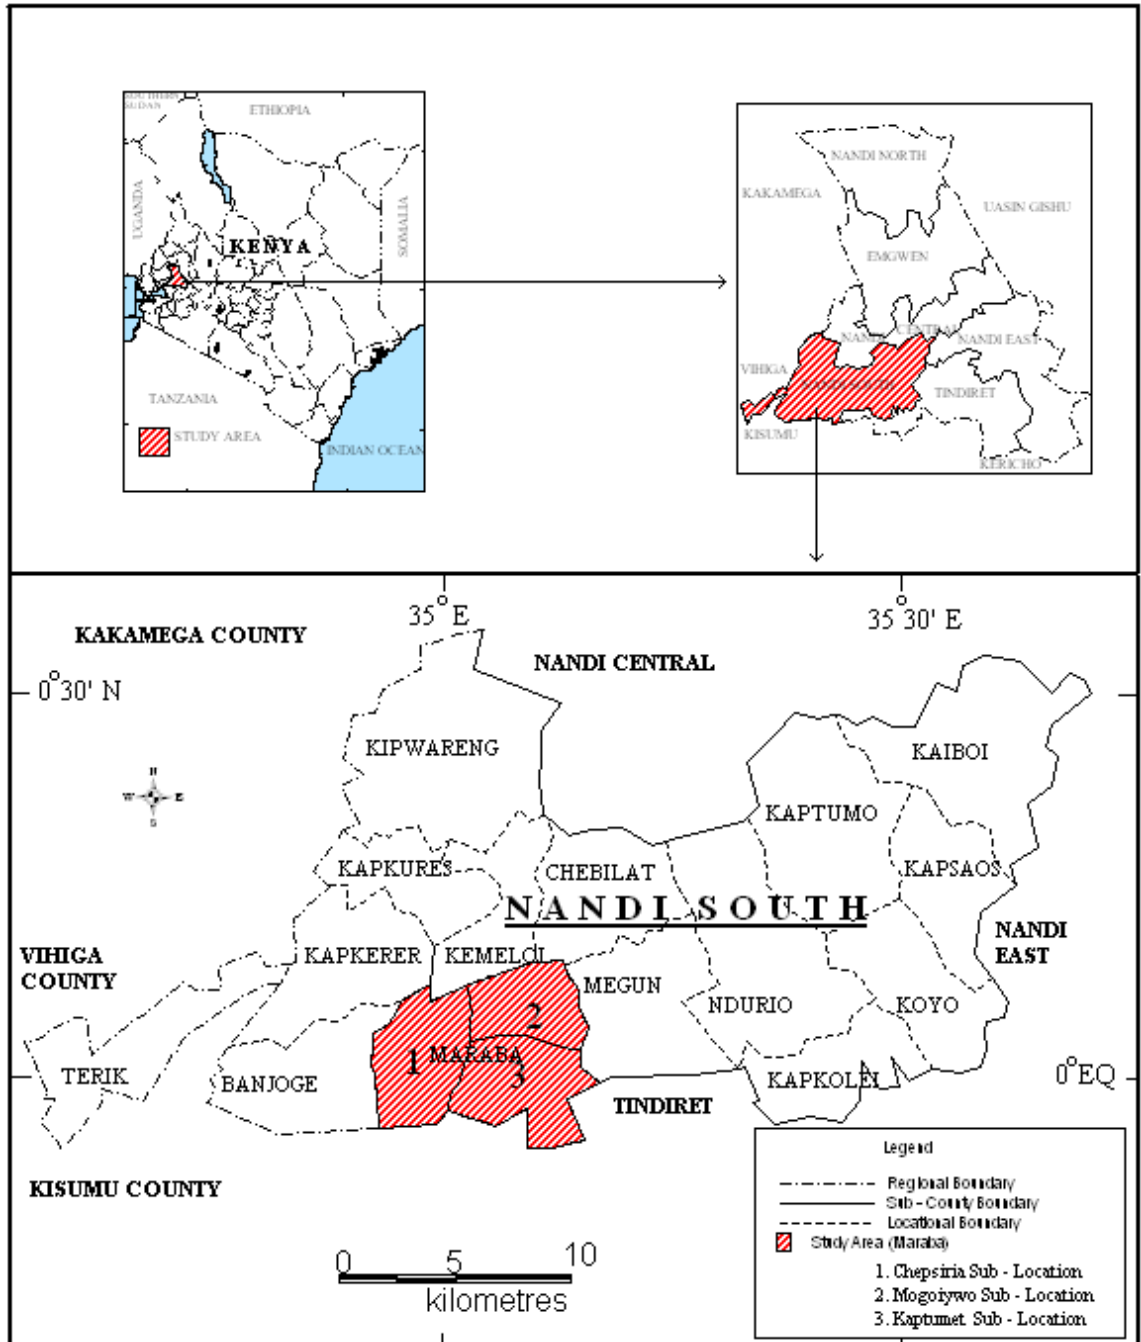 SOUTHERN
SUDAN
ETHIOPIA
UGANDA
KENYA
SOMALIA
TANZANIA
STUDY AREA
INDIAN OCEAN
NANDI NORTH
KAKAMEGA
UASIN GISHU
EMGWEN
NANDI
CENTRAL
NANDI EAST
VIHIGA
TINDIRET
KISUMU
KERICHO
35° E
35° 30' E
KAKAMEGA COUNTY
NANDI CENTRAL
0°30' N
KIPWARENG
KAIBOI
N
W E
S
KAPTUMO
KAPKURES
CHEBILAT
KAPSAOS
NANDI SOUTH
NANDI
EAST
VIHIGA
COUNTY
KAPKERER
KEMELOI
MEGUN
NDURIO
KOYO
2
1
MARABA
3
TERIK
BANJOGE
KAPKOLEI
0°EQ
TINDIRET
KISUMU COUNTY
Legend
Regional Boundary
Sub - County Boundary
Locational Boundary
Study Area (Maraba)
1. Chepsiria Sub - Location
2. Mogoiywo Sub - Location
3. Kaptumet Sub - Location
0 5 10
kilometres